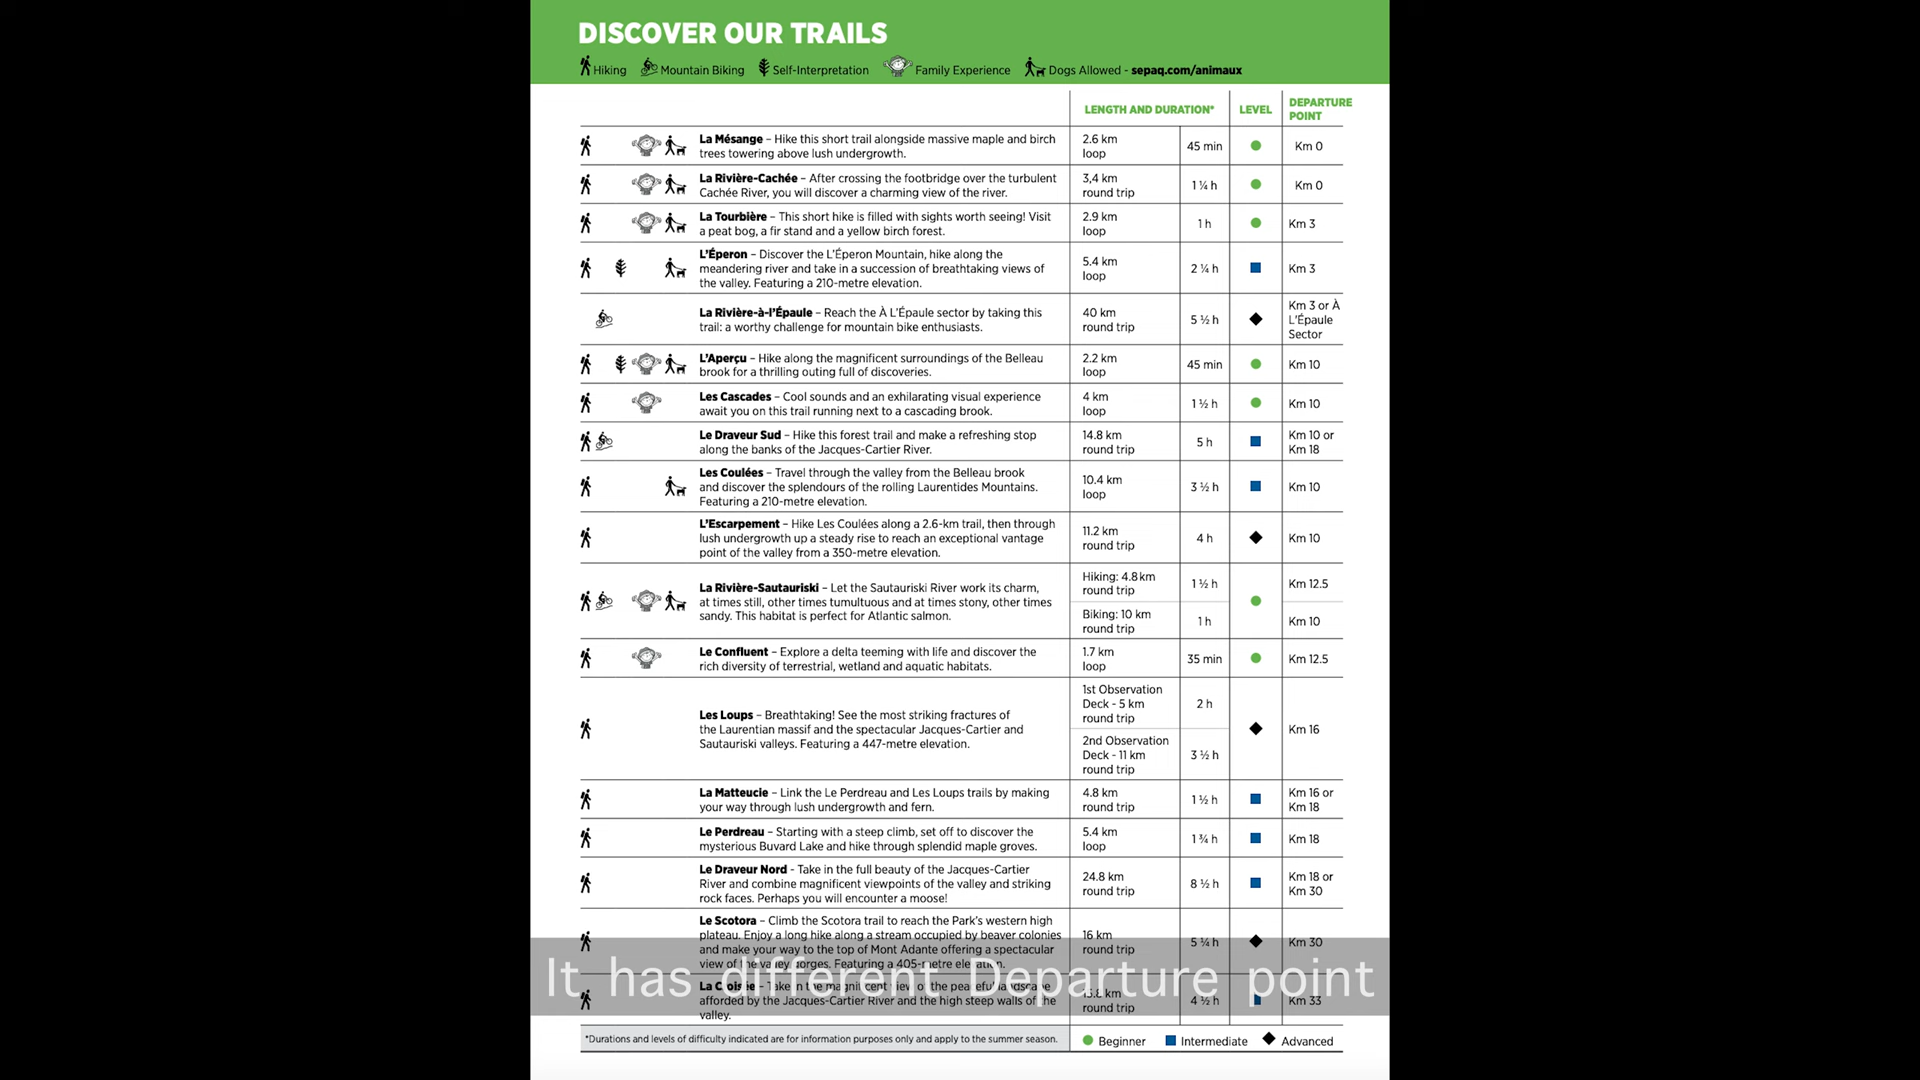 DISCOVER OUR TRAILS
Hiking Mountain Biking Self-Interpretation Family Experience Dogs Allowed - sepaq.com/animaux
LENGTH AND DURATION* LEVEL DEPARTURE
POINT
La Mésange – Hike this short trail alongside massive maple and birch
trees towering above lush undergrowth.
2.6 km
loop
45 min
Km 0
La Rivière-Cachée – After crossing the footbridge over the turbulent
Cachée River, you will discover a charming view of the river.
3,4 km
round trip
1 ¼ h
Km 0
La Tourbière – This short hike is filled with sights worth seeing! Visit
a peat bog, a fir stand and a yellow birch forest.
2.9 km
loop
1 h
Km 3
L'Éperon – Discover the L'Éperon Mountain, hike along the
meandering river and take in a succession of breathtaking views of
the valley. Featuring a 210-metre elevation.
5.4 km
loop
2 ¼ h
Km 3
La Rivière-à-l'Épaule – Reach the À L'Épaule sector by taking this
trail: a worthy challenge for mountain bike enthusiasts.
40 km
round trip
5 ½ h
Km 3 or À
L'Épaule
Sector
L'Aperçu – Hike along the magnificent surroundings of the Belleau
brook for a thrilling outing full of discoveries.
2.2 km
loop
45 min
Km 10
Les Cascades – Cool sounds and an exhilarating visual experience
await you on this trail running next to a cascading brook.
4 km
loop
1 ½ h
Km 10
Le Draveur Sud – Hike this forest trail and make a refreshing stop
along the banks of the Jacques-Cartier River.
14.8 km
round trip
5 h
Km 10 or
Km 18
Les Coulées – Travel through the valley from the Belleau brook
and discover the splendours of the rolling Laurentides Mountains.
Featuring a 210-metre elevation.
10.4 km
loop
3 ½ h
Km 10
L'Escarpement – Hike Les Coulées along a 2.6-km trail, then through
lush undergrowth up a steady rise to reach an exceptional vantage
point of the valley from a 350-metre elevation.
11.2 km
round trip
4 h
Km 10
La Rivière-Sautauriski – Let the Sautauriski River work its charm,
at times still, other times tumultuous and at times stony, other times
sandy. This habitat is perfect for Atlantic salmon.
Hiking: 4.8 km
round trip
1 ½ h
Km 12.5
Biking: 10 km
round trip
1 h
Km 10
Le Confluent – Explore a delta teeming with life and discover the
rich diversity of terrestrial, wetland and aquatic habitats.
1.7 km
loop
35 min
Km 12.5
Les Loups – Breathtaking! See the most striking fractures of
the Laurentian massif and the spectacular Jacques-Cartier and
Sautauriski valleys. Featuring a 447-metre elevation.
1st Observation
Deck - 5 km
round trip
2 h
2nd Observation
Deck - 11 km
round trip
3 ½ h
Km 16
La Matteucie – Link the Le Perdreau and Les Loups trails by making
your way through lush undergrowth and fern.
4.8 km
round trip
1 ½ h
Km 16 or
Km 18
Le Perdreau – Starting with a steep climb, set off to discover the
mysterious Buvard Lake and hike through splendid maple groves.
5.4 km
loop
1 ¾ h
Km 18
Le Draveur Nord - Take in the full beauty of the Jacques-Cartier
River and combine magnificent viewpoints of the valley and striking
rock faces. Perhaps you will encounter a moose!
24.8 km
round trip
8 ½ h
Km 18 or
Km 30
Le Scotora – Climb the Scotora trail to reach the Park's western high
plateau. Enjoy a long hike along a stream occupied by beaver colonies
and make your way to the top of Mont Adante offering a spectacular
view of the valley gorges. Featuring a 405-metre elevation.
16 km
round trip
5 ¼ h
Km 30
It has different Departure point
La Croisée – Take in the magnificent view of the peaceful landscape
afforded by the Jacques-Cartier River and the high steep walls of the
valley.
round trip
4 ½ h
Km 33
*Durations and levels of difficulty indicated are for information purposes only and apply to the summer season.
Beginner Intermediate Advanced